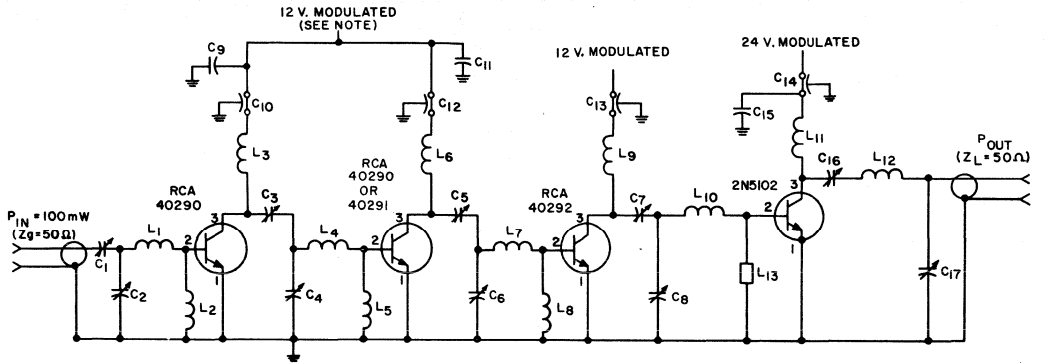 12 V. MODULATED
(SEE NOTE)
12 V. MODULATED
24 V. MODULATED
C9
C11
C10
C12
C13
C14
C15
L3
L6
L9
L11
RCA
40290
RCA
40290
OR
40291
RCA
40292
2N5102
POUT
(ZL=50Ω)
PIN =100mW
(Zg=50Ω)
C3
C5
C7
C16
L12
L1
L4
L7
L10
C1
C2
L2
C4
L5
C6
L8
C8
L13
C17
3
2
1
3
2
1
3
2
1
3
2
1